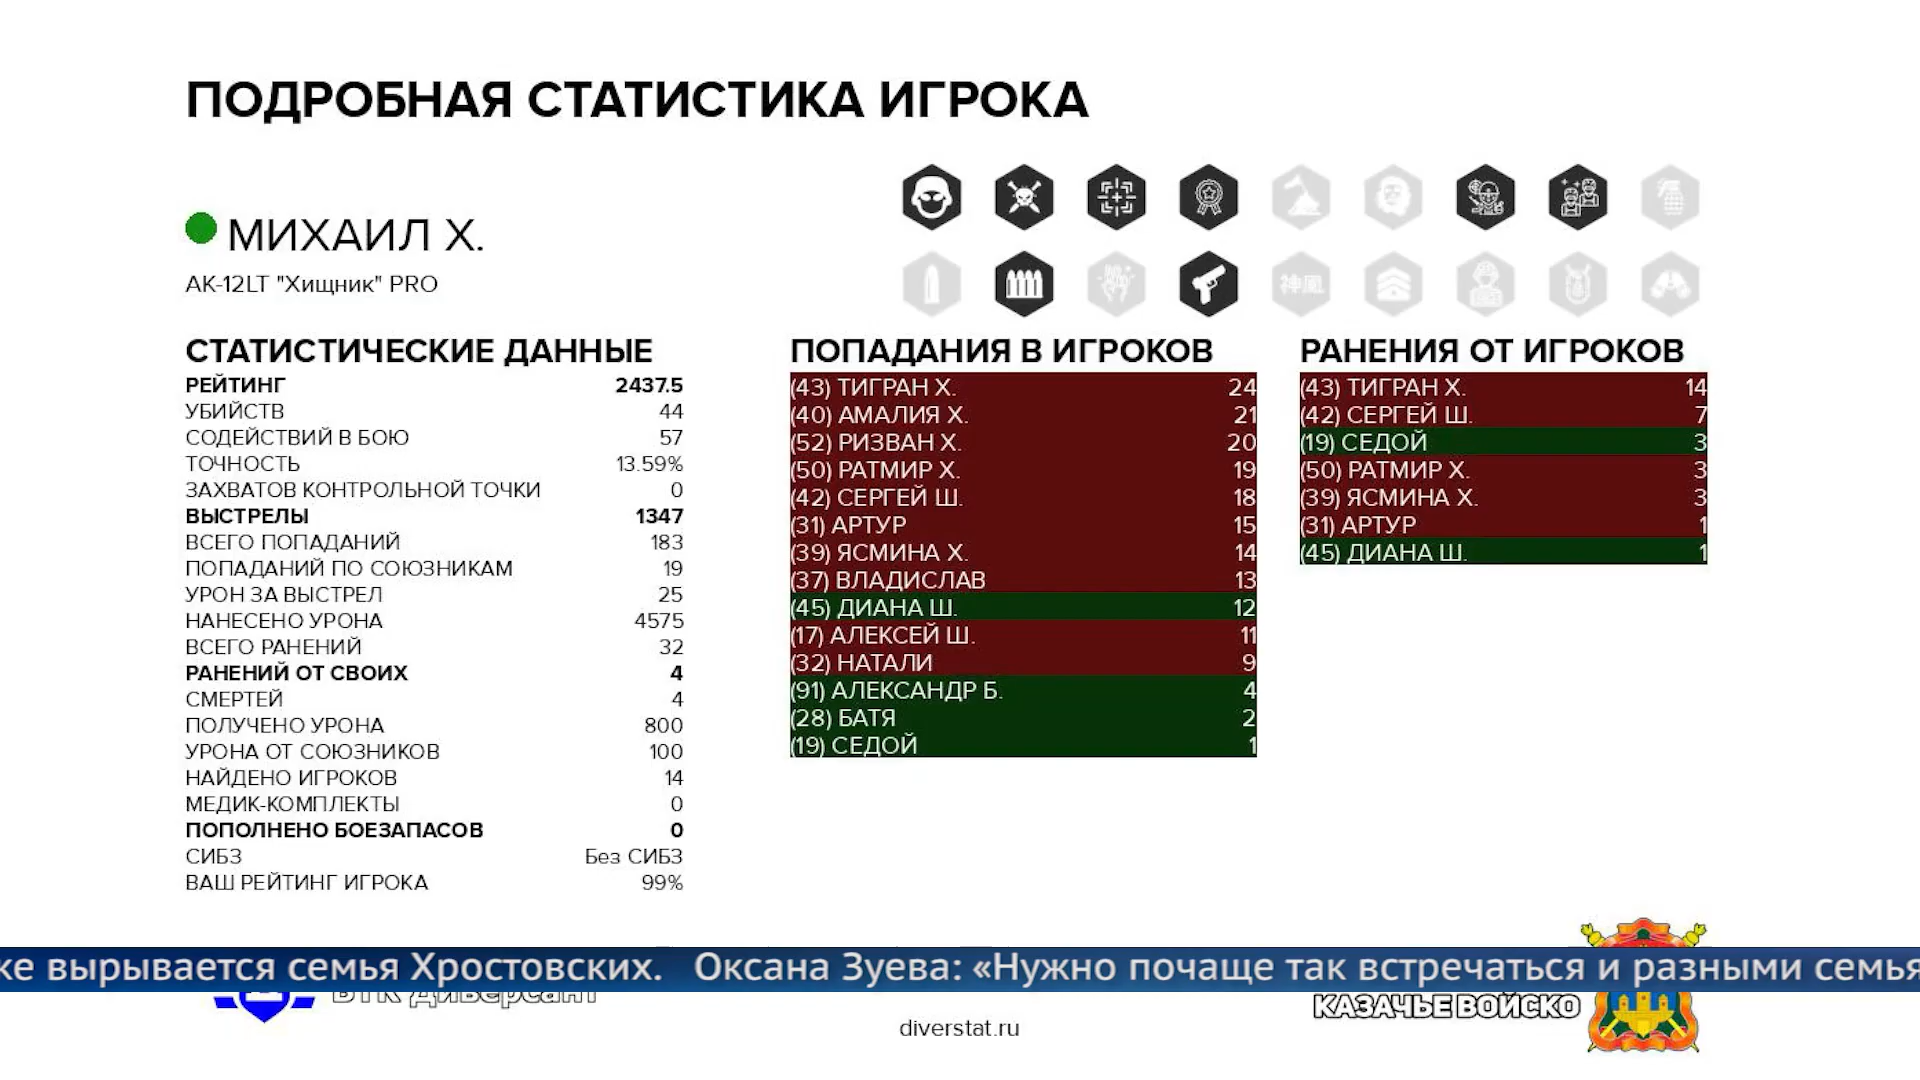 ПОДРОБНАЯ СТАТИСТИКА ИГРОКА
МИХАИЛ Х.
АК-12LT "Хищник" PRO
神風
СТАТИСТИЧЕСКИЕ ДАННЫЕ
РЕЙТИНГ 2437.5
УБИЙСТВ 44
СОДЕЙСТВИЙ В БОЮ 57
ТОЧНОСТЬ 13.59%
ЗАХВАТОВ КОНТРОЛЬНОЙ ТОЧКИ 0
ВЫСТРЕЛЫ 1347
ВСЕГО ПОПАДАНИЙ 183
ПОПАДАНИЙ ПО СОЮЗНИКАМ 19
УРОН ЗА ВЫСТРЕЛ 25
НАНЕСЕНО УРОНА 4575
ВСЕГО РАНЕНИЙ 32
РАНЕНИЙ ОТ СВОИХ 4
СМЕРТЕЙ 4
ПОЛУЧЕНО УРОНА 800
УРОНА ОТ СОЮЗНИКОВ 100
НАЙДЕНО ИГРОКОВ 14
МЕДИК-КОМПЛЕКТЫ 0
ПОПОЛНЕНО БОЕЗАПАСОВ 0
СИБЗ Без СИБЗ
ВАШ РЕЙТИНГ ИГРОКА 99%
ПОПАДАНИЯ В ИГРОКОВ
(43) ТИГРАН Х. 24
(40) АМАЛИЯ Х. 21
(52) РИЗВАН Х. 20
(50) РАТМИР Х. 19
(42) СЕРГЕЙ Ш. 18
(31) АРТУР 15
(39) ЯСМИНА Х. 14
(37) ВЛАДИСЛАВ 13
(45) ДИАНА Ш. 12
(17) АЛЕКСЕЙ Ш. 11
(32) НАТАЛИ 9
(91) АЛЕКСАНДР Б. 4
(28) БАТЯ 2
(19) СЕДОЙ 1
РАНЕНИЯ ОТ ИГРОКОВ
(43) ТИГРАН Х. 14
(42) СЕРГЕЙ Ш. 7
(19) СЕДОЙ 3
(50) РАТМИР Х. 3
(39) ЯСМИНА Х. 3
(31) АРТУР 1
(45) ДИАНА Ш. 1
ке вырывается семья Хростовских. Оксана Зуева: «Нужно почаще так встречаться и разными семья
ВТК Диверсант
КАЗАЧЬЕ ВОЙСКО
diverstat.ru